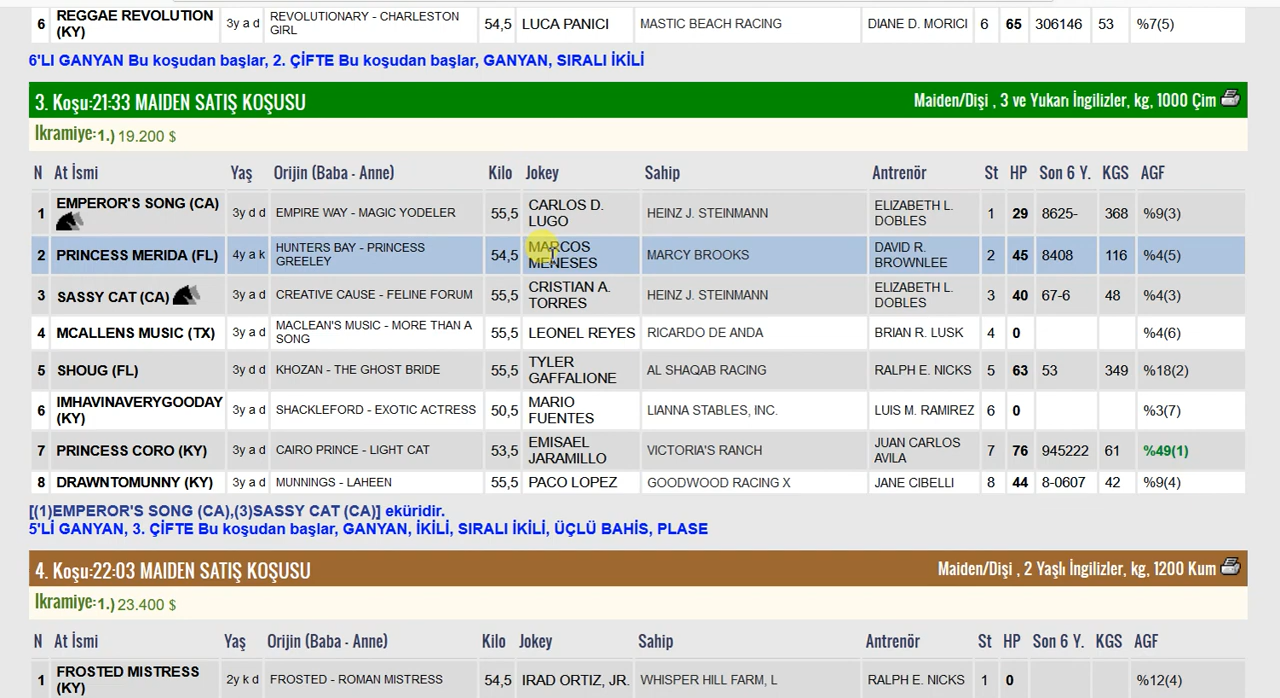 6 REGGAE REVOLUTION (KY) 3y a d REVOLUTIONARY - CHARLESTON GIRL 54,5 LUCA PANICI MASTIC BEACH RACING DIANE D. MORICI 6 65 306146 53 %7(5)
6'LI GANYAN Bu koşudan başlar, 2. ÇİFTE Bu koşudan başlar, GANYAN, SIRALI İKİLİ
3. Koşu:21:33 MAIDEN SATIŞ KOŞUSU Maiden/Dişi , 3 ve Yukarı İngilizler, kg, 1000 Çim
Ikramiye:1.) 19.200 $
N At İsmi Yaş Orijin (Baba - Anne) Kilo Jokey Sahip Antrenör St HP Son 6 Y. KGS AGF
1 EMPEROR'S SONG (CA) 3y d d EMPIRE WAY - MAGIC YODELER 55,5 CARLOS D. LUGO HEINZ J. STEINMANN ELIZABETH L. DOBLES 1 29 8625- 368 %9(3)
2 PRINCESS MERIDA (FL) 4y a k HUNTERS BAY - PRINCESS GREELEY 54,5 MARCOS MENESES MARCY BROOKS DAVID R. BROWNLEE 2 45 8408 116 %4(5)
3 SASSY CAT (CA) 3y a d CREATIVE CAUSE - FELINE FORUM 55,5 CRISTIAN A. TORRES HEINZ J. STEINMANN ELIZABETH L. DOBLES 3 40 67-6 48 %4(3)
4 MCALLENS MUSIC (TX) 3y a d MACLEAN'S MUSIC - MORE THAN A SONG 55,5 LEONEL REYES RICARDO DE ANDA BRIAN R. LUSK 4 0 %4(6)
5 SHOUG (FL) 3y d d KHOZAN - THE GHOST BRIDE 55,5 TYLER GAFFALIONE AL SHAQAB RACING RALPH E. NICKS 5 63 53 349 %18(2)
6 IMHAVINAVERYGOODAY (KY) 3y a d SHACKLEFORD - EXOTIC ACTRESS 50,5 MARIO FUENTES LIANNA STABLES, INC. LUIS M. RAMIREZ 6 0 %3(7)
7 PRINCESS CORO (KY) 3y a d CAIRO PRINCE - LIGHT CAT 53,5 EMISAEL JARAMILLO VICTORIA'S RANCH JUAN CARLOS AVILA 7 76 945222 61 %49(1)
8 DRAWNTOMUNNY (KY) 3y a d MUNNINGS - LAHEEN 55,5 PACO LOPEZ GOODWOOD RACING X JANE CIBELLI 8 44 8-0607 42 %9(4)
[(1)EMPEROR'S SONG (CA),(3)SASSY CAT (CA)] eküridir.
5'Lİ GANYAN, 3. ÇİFTE Bu koşudan başlar, GANYAN, İKİLİ, SIRALI İKİLİ, ÜÇLÜ BAHİS, PLASE
4. Koşu:22:03 MAIDEN SATIŞ KOŞUSU Maiden/Dişi , 2 Yaşlı İngilizler, kg, 1200 Kum
Ikramiye:1.) 23.400 $
N At İsmi Yaş Orijin (Baba - Anne) Kilo Jokey Sahip Antrenör St HP Son 6 Y. KGS AGF
1 FROSTED MISTRESS (KY) 2y k d FROSTED - ROMAN MISTRESS 54,5 IRAD ORTIZ, JR. WHISPER HILL FARM, L RALPH E. NICKS 1 0 %12(4)